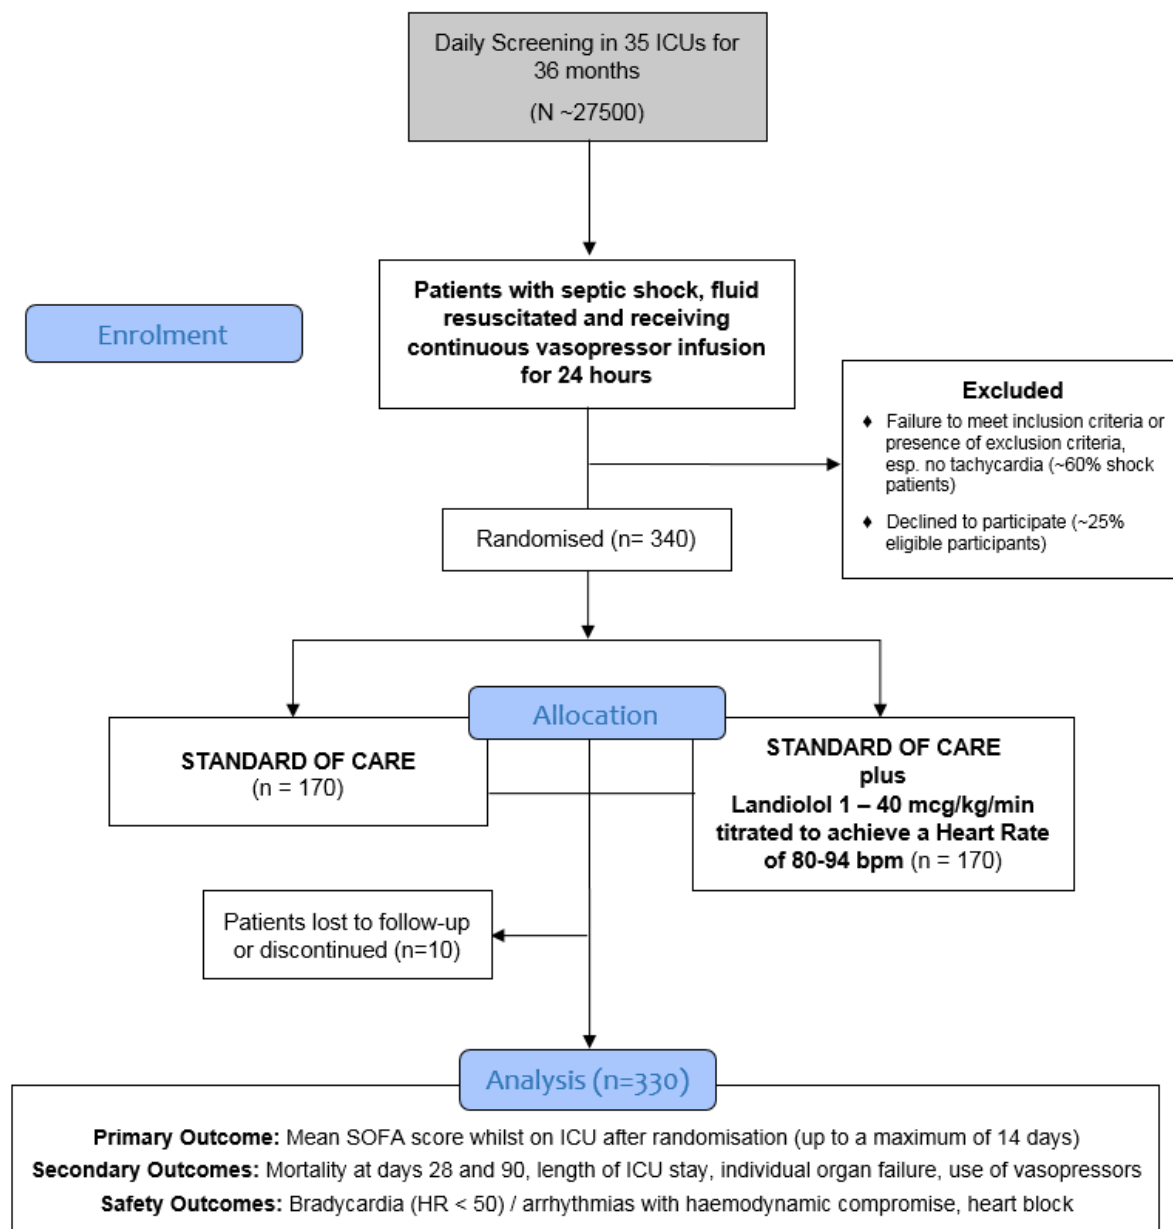 Daily Screening in 35 ICUs for
36 months
(N ~27500)
Patients with septic shock, fluid
resuscitated and receiving
continuous vasopressor infusion
for 24 hours
Enrolment
Excluded
♦ Failure to meet inclusion criteria or
presence of exclusion criteria,
esp. no tachycardia (~60% shock
patients)
♦ Declined to participate (~25%
eligible participants)
Randomised (n= 340)
Allocation
STANDARD OF CARE
(n = 170)
STANDARD OF CARE
plus
Landiolol 1 – 40 mcg/kg/min
titrated to achieve a Heart Rate
of 80-94 bpm (n = 170)
Patients lost to follow-up
or discontinued (n=10)
Analysis (n=330)
Primary Outcome: Mean SOFA score whilst on ICU after randomisation (up to a maximum of 14 days)
Secondary Outcomes: Mortality at days 28 and 90, length of ICU stay, individual organ failure, use of vasopressors
Safety Outcomes: Bradycardia (HR < 50) / arrhythmias with haemodynamic compromise, heart block